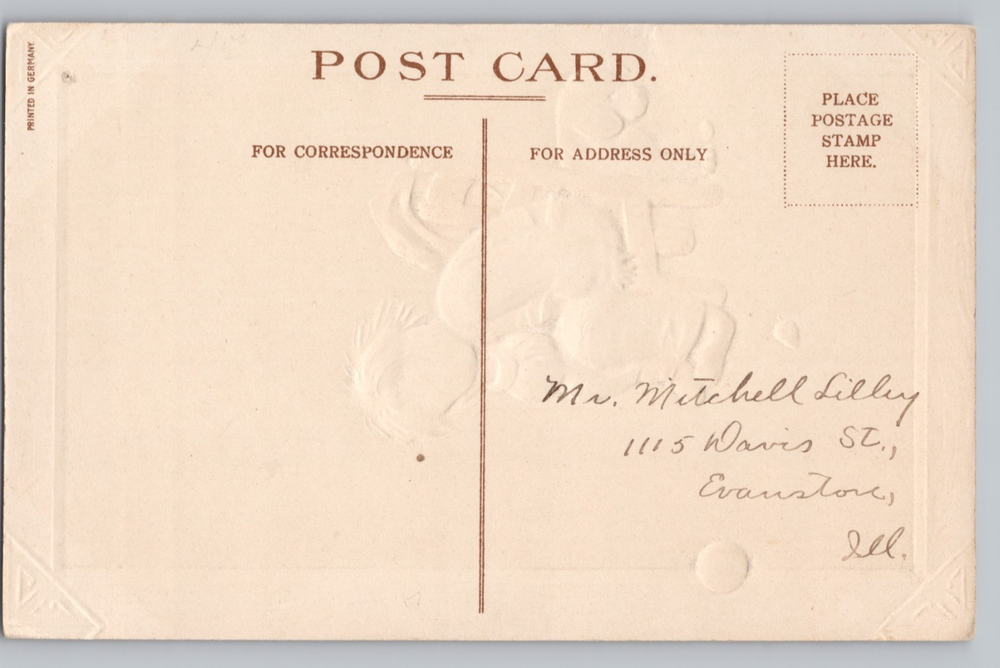 PRINTED IN GERMANY.
POST CARD.
FOR CORRESPONDENCE
FOR ADDRESS ONLY
PLACE
POSTAGE
STAMP
HERE.
Mr. Mitchell Lilley
1115 Davis St.,
Evanston,
Ill.